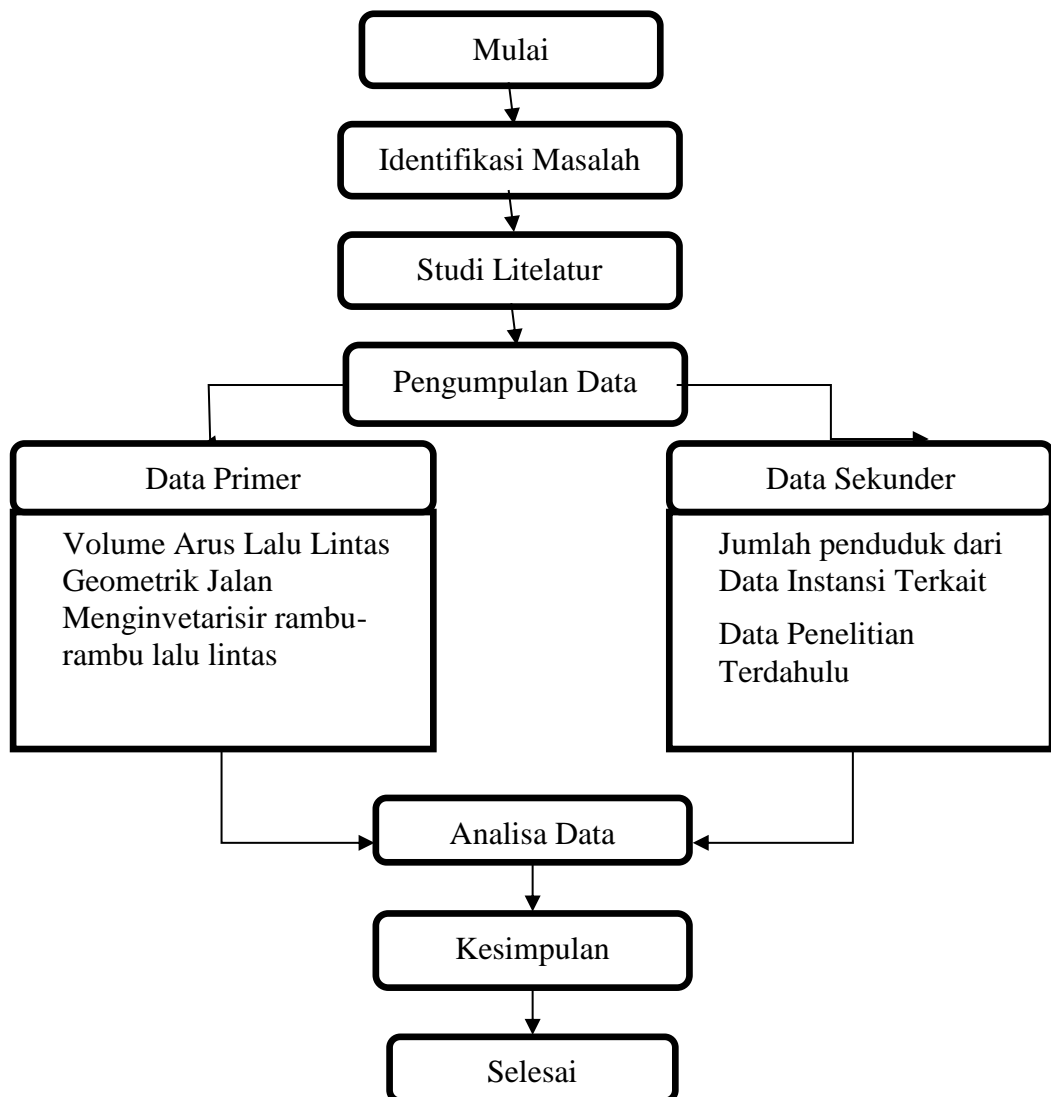 Mulai
Identifikasi Masalah
Studi Litelatur
Pengumpulan Data
Data Primer
Volume Arus Lalu Lintas
Geometrik Jalan
Menginvetarisir rambu-
rambu lalu lintas
Data Sekunder
Jumlah penduduk dari
Data Instansi Terkait
Data Penelitian
Terdahulu
Analisa Data
Kesimpulan
Selesai